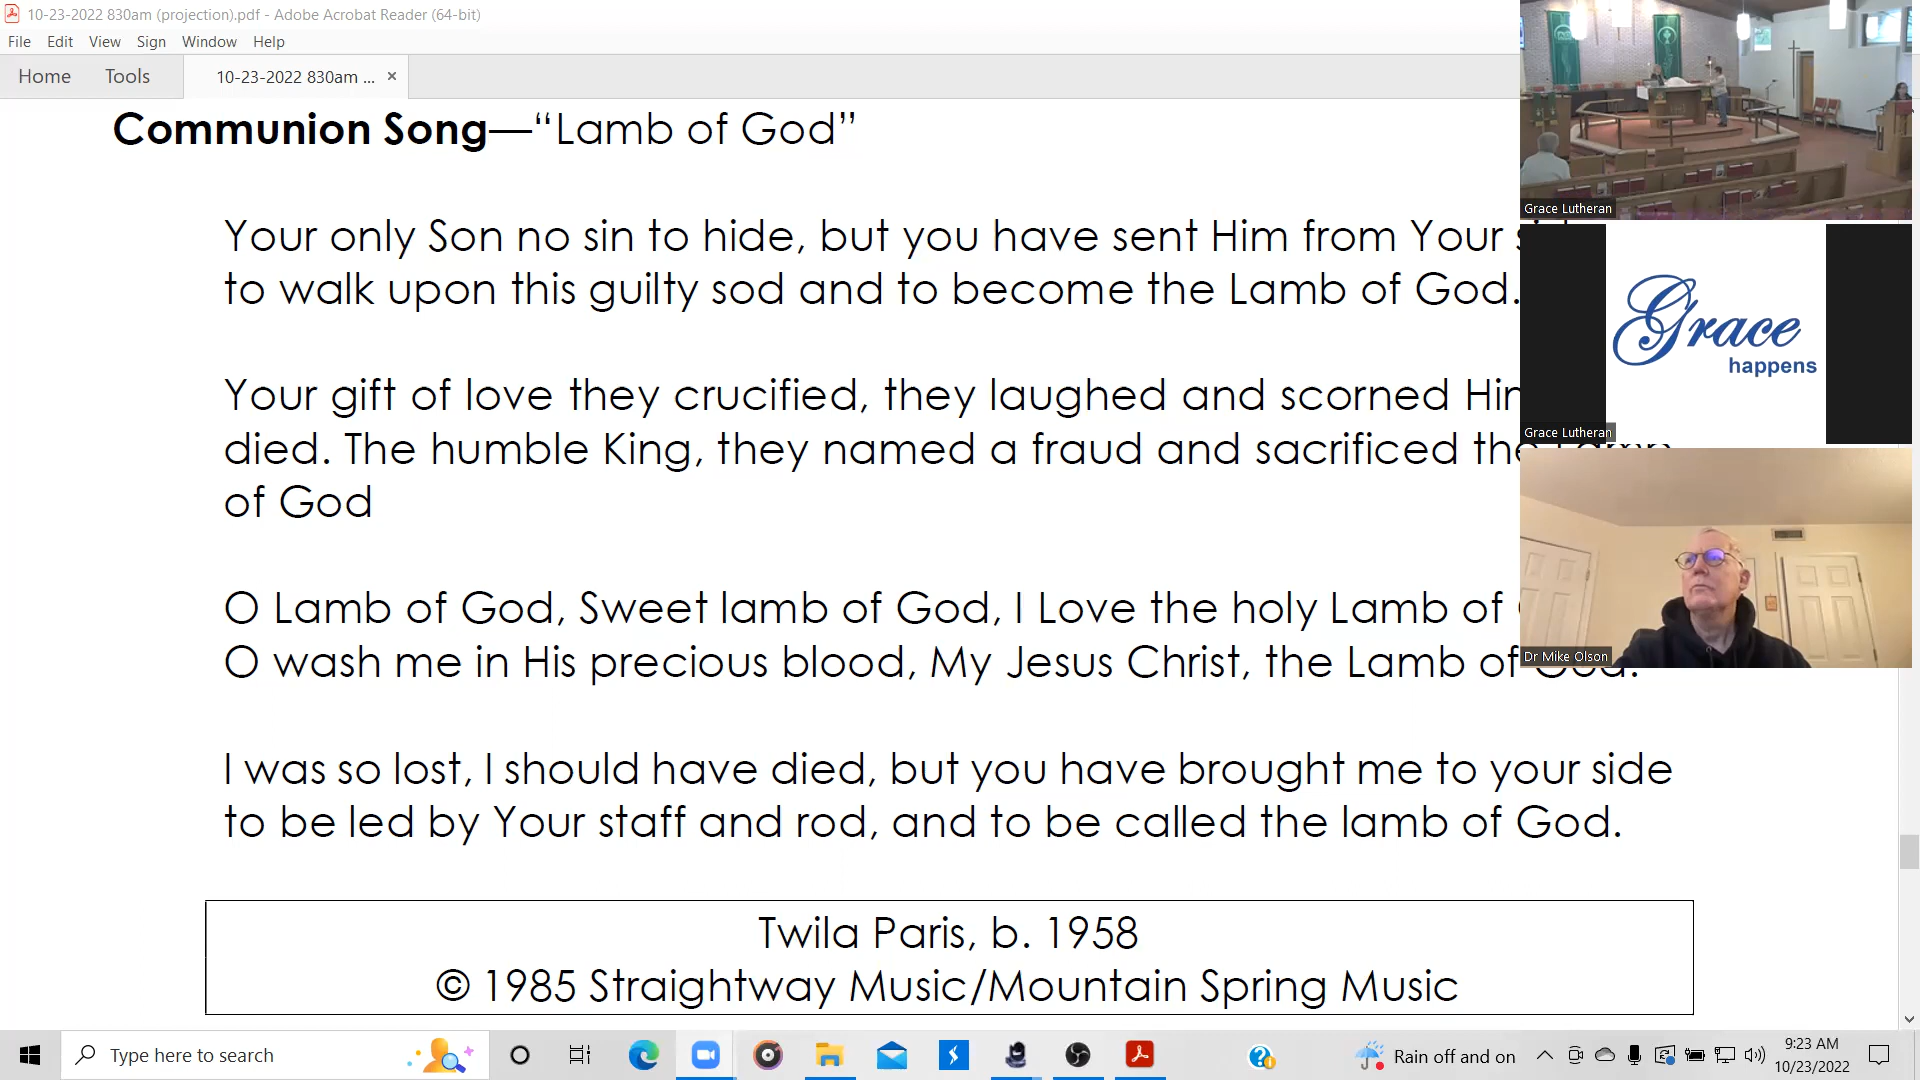 10-23-2022 830am (projection).pdf - Adobe Acrobat Reader (64-bit)
File Edit View Sign Window Help
Home Tools 10-23-2022 830am ... ×
Communion Song—“Lamb of God”
Your only Son no sin to hide, but you have sent Him from Your
to walk upon this guilty sod and to become the Lamb of God.
Your gift of love they crucified, they laughed and scorned
died. The humble King, they named a fraud and sacrificed the Lamb
of God
O Lamb of God, Sweet lamb of God, I Love the holy Lamb of
O wash me in His precious blood, My Jesus Christ, the Lamb of God.
I was so lost, I should have died, but you have brought me to your side
to be led by Your staff and rod, and to be called the lamb of God.
Twila Paris, b. 1958
© 1985 Straightway Music/Mountain Spring Music
Grace Lutheran
Grace
happens
Grace Lutheran
Dr Mike Olson
Type here to search
Rain off and on
9:23 AM
10/23/2022